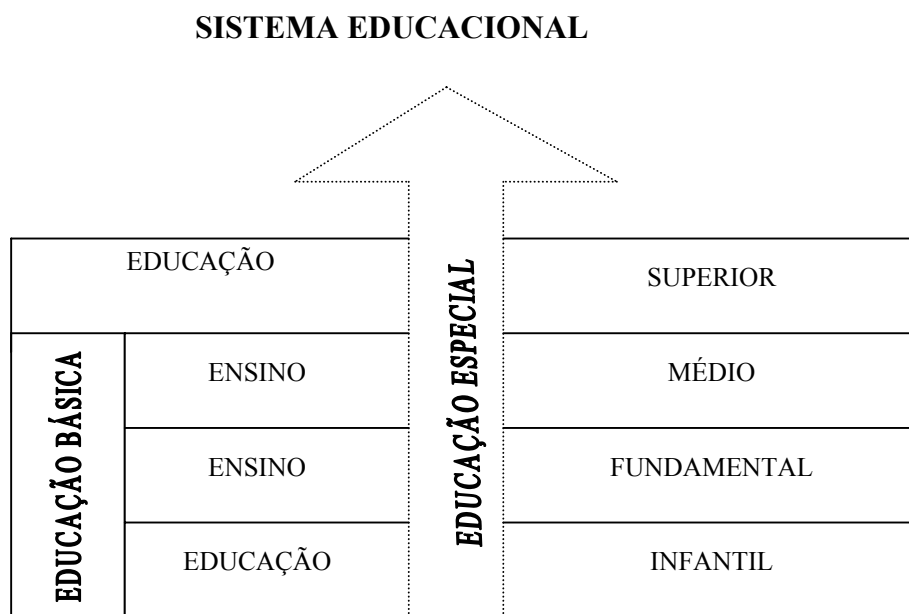 SISTEMA EDUCACIONAL
EDUCAÇÃO
SUPERIOR
EDUCAÇÃO BÁSICA
ENSINO
EDUCAÇÃO ESPECIAL
MÉDIO
ENSINO
FUNDAMENTAL
EDUCAÇÃO
INFANTIL